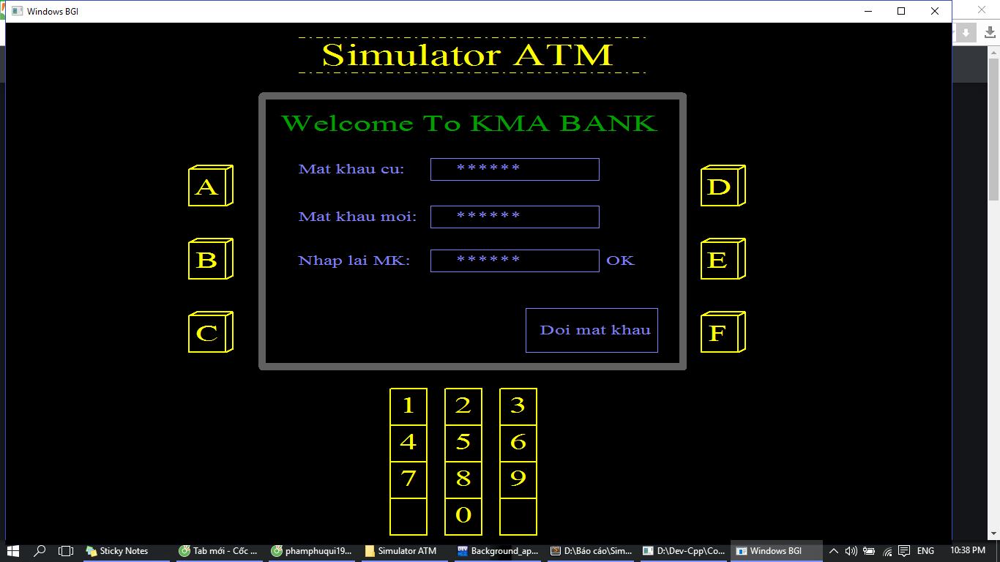 Windows BGI
Simulator ATM
Welcome To KMA BANK
Mat khau cu: ******
Mat khau moi: ******
Nhap lai MK: ****** OK
Doi mat khau
A
B
C
D
E
F
1 2 3
4 5 6
7 8 9
0
Sticky Notes Tab mới - Cốc ... phamphuqui19... Simulator ATM Background_ap... D:\Báo cáo\Sim... D:\Dev-Cpp\Co... Windows BGI ENG 10:38 PM